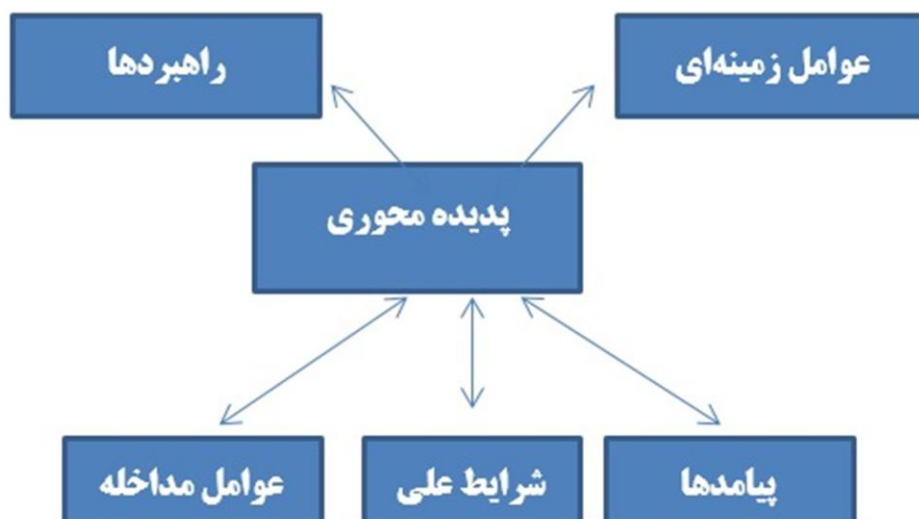 عوامل زمینه‌ای
راهبردها
پدیده محوری
پیامدها
شرایط علی
عوامل مداخله